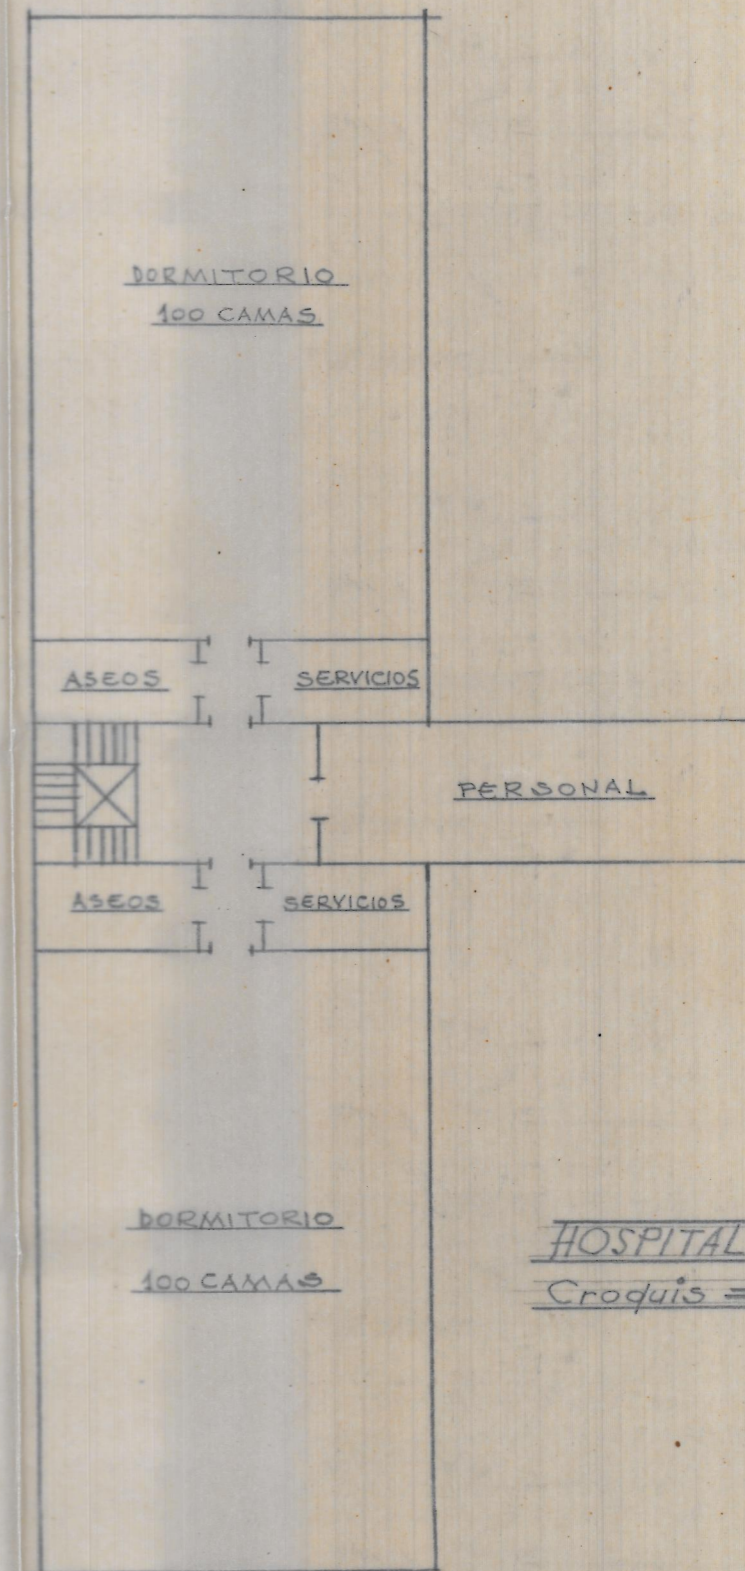 DORMITORIO
100 CAMAS
ASEOS
SERVICIOS
PERSONAL
ASEOS
SERVICIOS
DORMITORIO
100 CAMAS
HOSPITAL
Croquis =